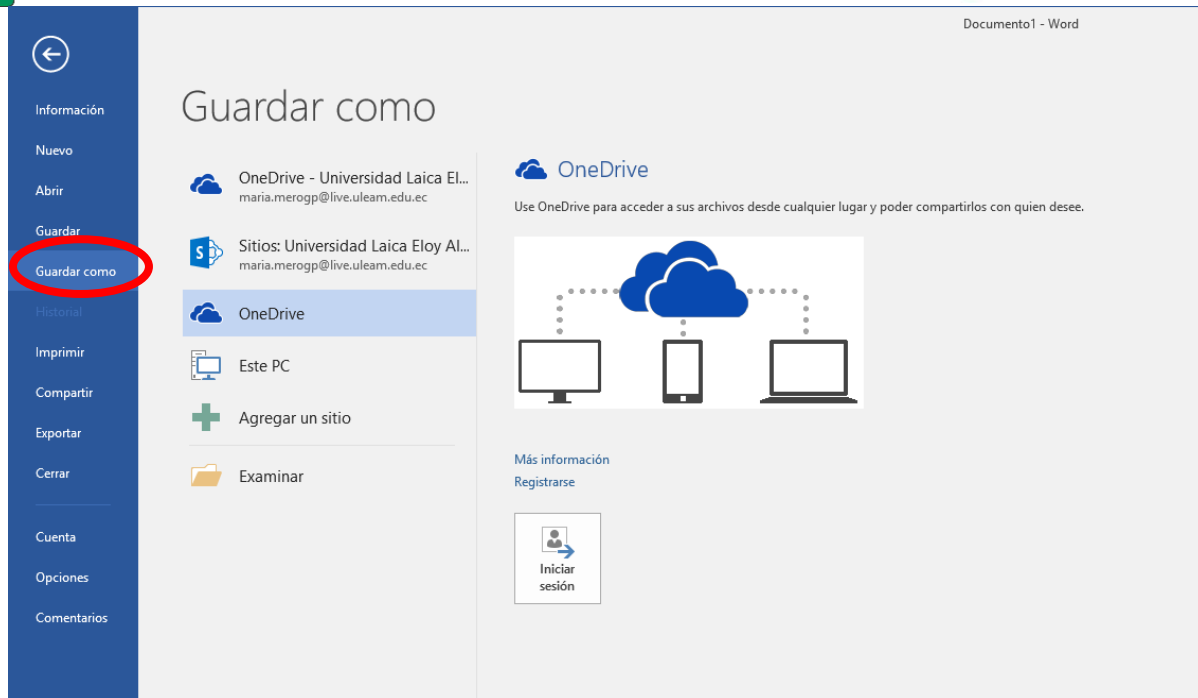 Documento1 - Word
Información
Nuevo
Abrir
Guardar
Guardar como
Historial
Imprimir
Compartir
Exportar
Cerrar
Cuenta
Opciones
Comentarios
Guardar como
OneDrive - Universidad Laica El...
maria.merogp@live.uleam.edu.ec
Sitios: Universidad Laica Eloy Al...
maria.merogp@live.uleam.edu.ec
OneDrive
Este PC
Agregar un sitio
Examinar
OneDrive
Use OneDrive para acceder a sus archivos desde cualquier lugar y poder compartirlos con quien desee.
Más información
Registrarse
Iniciar
sesión